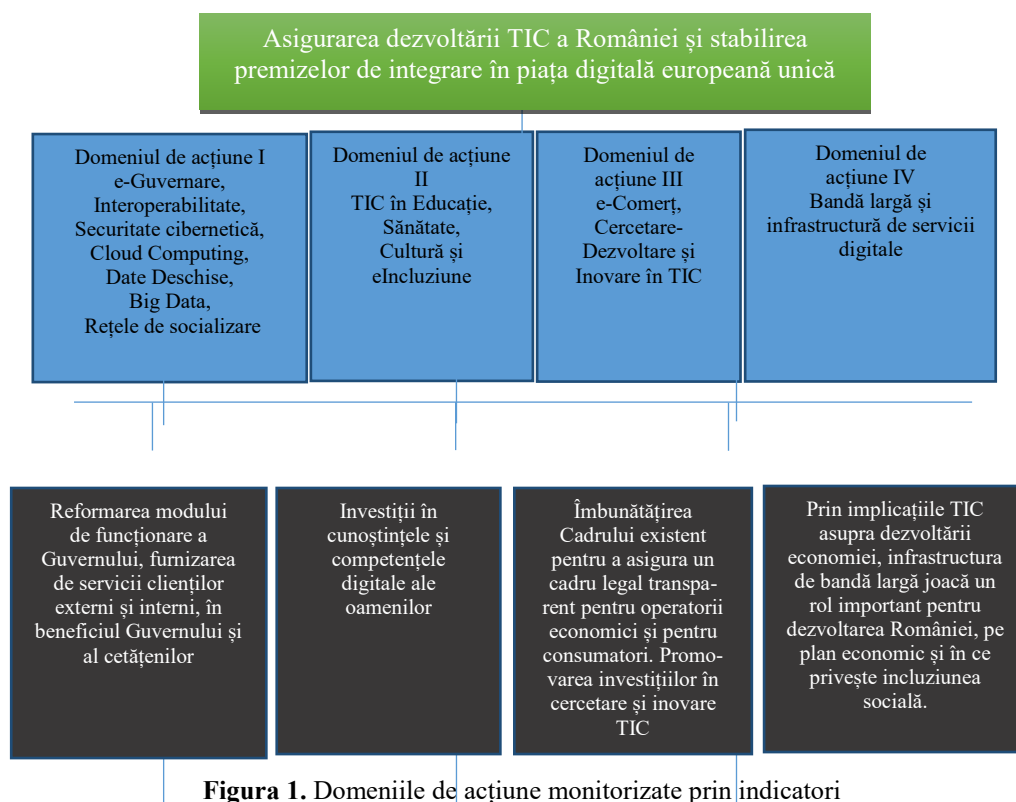 Asigurarea dezvoltării TIC a României și stabilirea
premizelor de integrare în piața digitală europeană unică
Domeniul de acțiune I
e-Guvernare,
Interoperabilitate,
Securitate cibernetică,
Cloud Computing,
Date Deschise,
Big Data,
Rețele de socializare
Domeniul de acțiune
II
TIC în Educație,
Sănătate,
Cultură și
eIncluziune
Domeniul de
acțiune III
e-Comerț,
Cercetare-
Dezvoltare și
Inovare în TIC
Domeniul de
acțiune IV
Bandă largă și
infrastructură de servicii
digitale
Reformarea modului
de funcționare a
Guvernului, furnizarea
de servicii clienților
externi și interni, în
beneficiul Guvernului și
al cetățenilor
Investiții în
cunoștințele și
competențele
digitale ale
oamenilor
Îmbunătățirea
Cadrului existent
pentru a asigura un
cadru legal transpa-
rent pentru operatorii
economici și pentru
consumatori. Promo-
varea investițiilor în
cercetare și inovare
TIC
Prin implicațiile TIC
asupra dezvoltării
economiei, infrastructura
de bandă largă joacă un
rol important pentru
dezvoltarea României, pe
plan economic și în ce
privește incluziunea
socială.
Figura 1. Domeniile de acțiune monitorizate prin indicatori